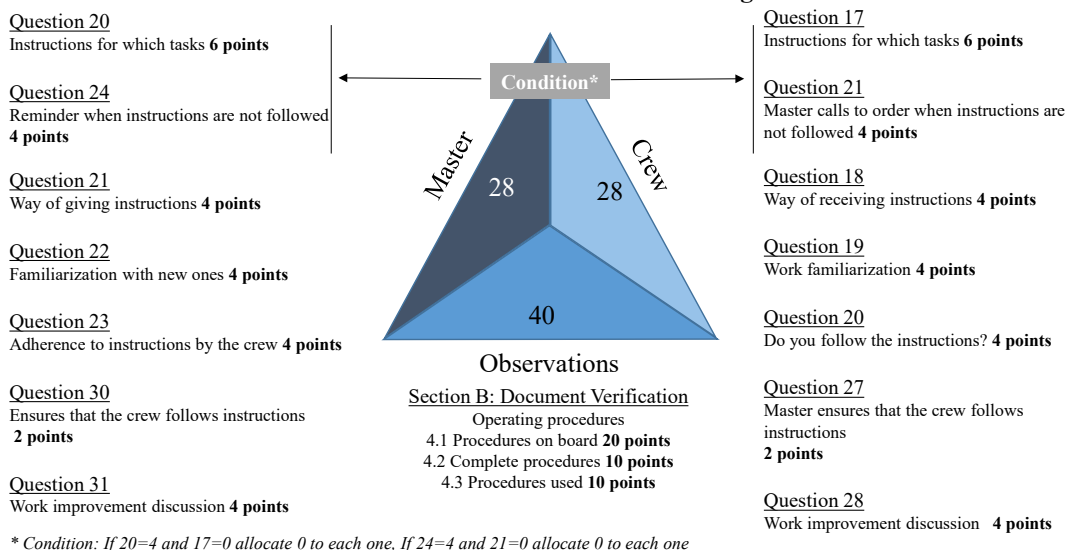 Question 20
Instructions for which tasks 6 points
Question 24
Reminder when instructions are not followed
4 points
Question 21
Way of giving instructions 4 points
Question 22
Familiarization with new ones 4 points
Question 23
Adherence to instructions by the crew 4 points
Question 30
Ensures that the crew follows instructions
2 points
Question 31
Work improvement discussion 4 points
Condition*
Master
28
Crew
28
40
Observations
Section B: Document Verification
Operating procedures
4.1 Procedures on board 20 points
4.2 Complete procedures 10 points
4.3 Procedures used 10 points
Question 17
Instructions for which tasks 6 points
Question 21
Master calls to order when instructions are
not followed 4 points
Question 18
Way of receiving instructions 4 points
Question 19
Work familiarization 4 points
Question 20
Do you follow the instructions? 4 points
Question 27
Master ensures that the crew follows
instructions
2 points
Question 28
Work improvement discussion 4 points
* Condition: If 20=4 and 17=0 allocate 0 to each one, If 24=4 and 21=0 allocate 0 to each one